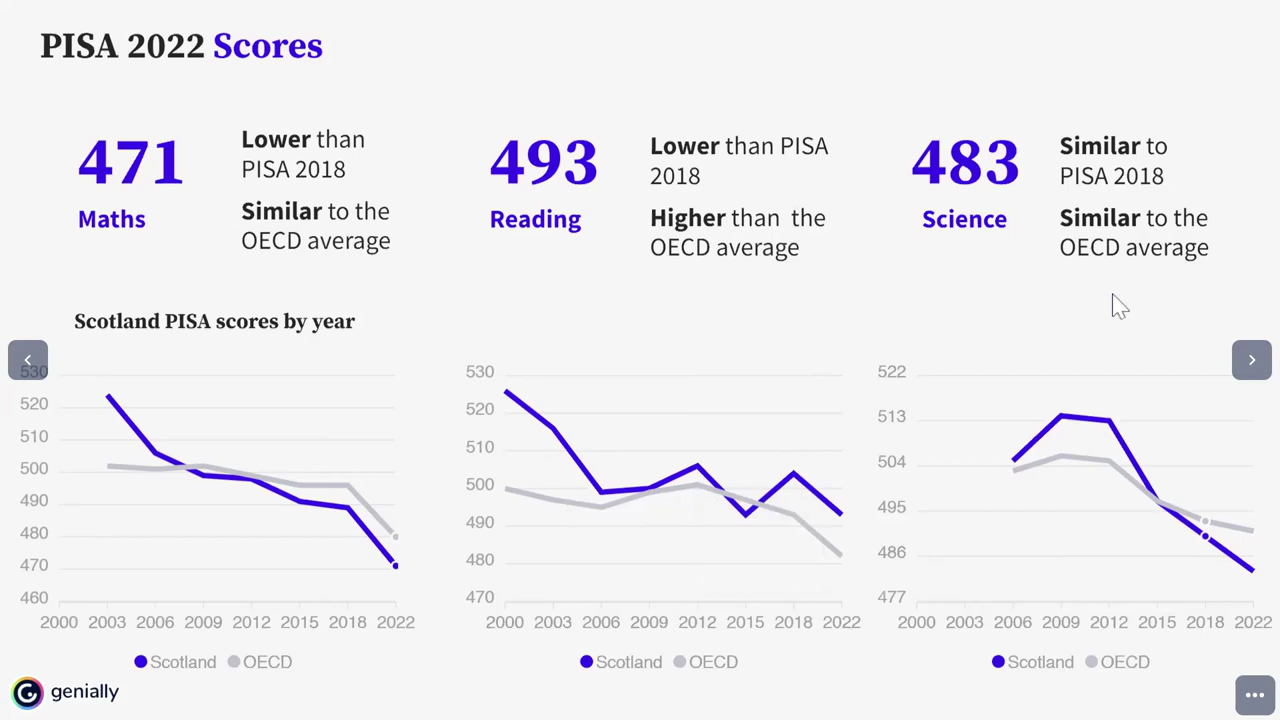 PISA 2022 Scores
471
Maths
Lower than
PISA 2018
Similar to the
OECD average
493
Reading
Lower than PISA
2018
Higher than the
OECD average
483
Science
Similar to
PISA 2018
Similar to the
OECD average
Scotland PISA scores by year
530
520
510
500
490
480
470
460
2000 2003 2006 2009 2012 2015 2018 2022
Scotland OECD
530
520
510
500
490
480
470
2000 2003 2006 2009 2012 2015 2018 2022
Scotland OECD
522
513
504
495
486
477
2000 2003 2006 2009 2012 2015 2018 2022
Scotland OECD
genially